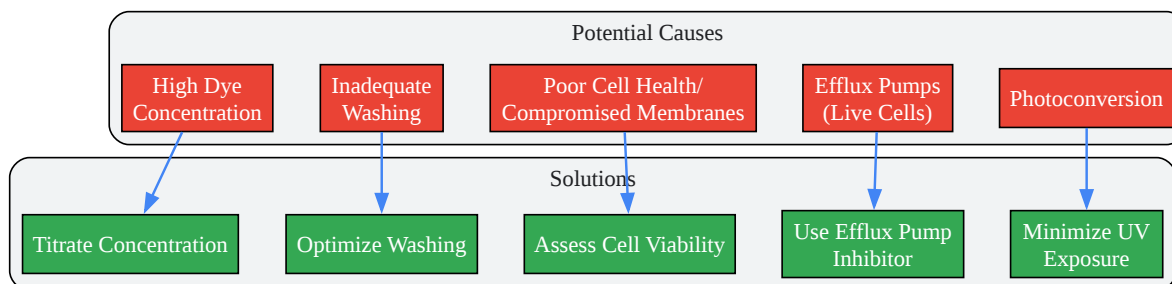 Potential Causes
High Dye
Concentration
Inadequate
Washing
Poor Cell Health/
Compromised Membranes
Efflux Pumps
(Live Cells)
Photoconversion
Solutions
Titrate Concentration
Optimize Washing
Assess Cell Viability
Use Efflux Pump
Inhibitor
Minimize UV
Exposure